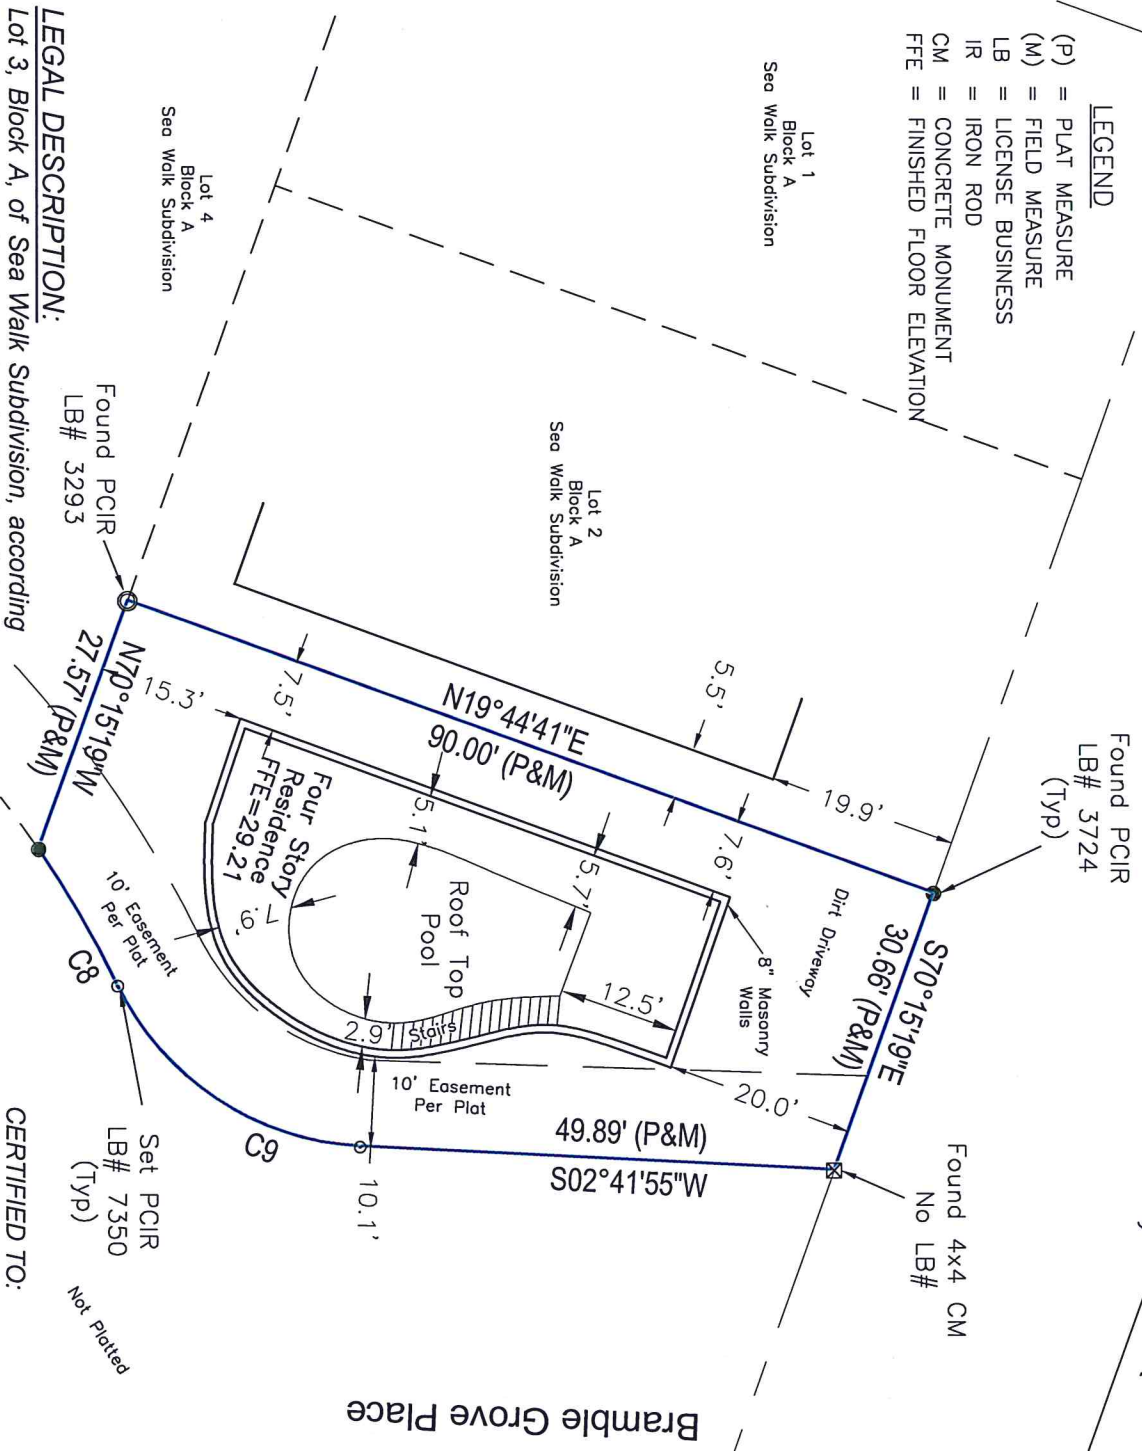 LEGEND
(P) = PLAT MEASURE
(M) = FIELD MEASURE
LB = LICENSE BUSINESS
IR = IRON ROD
CM = CONCRETE MONUMENT
FFE = FINISHED FLOOR ELEVATION
Lot 1
Block A
Sea Walk Subdivision
Lot 4
Block A
Sea Walk Subdivision
Lot 2
Block A
Sea Walk Subdivision
Found PCIR
LB# 3724
(Typ)
Found PCIR
LB# 3293
Found 4x4 CM
No LB#
Set PCIR
LB# 7350
(Typ)
N19°44'41"E
90.00' (P&M)
S70°15'19"E
30.66' (P&M)
N70°15'19"W
27.57' (P&M)
49.89' (P&M)
S02°41'55"W
5.5'
19.9'
7.6'
7.5'
15.3'
5.1'
5.7'
7.9'
2.9'
12.5'
20.0'
10.1'
Dirt Driveway
8" Masonry
Walls
Four Story
Residence
FFE=29.21
Roof Top
Pool
Stairs
10' Easement
Per Plat
10' Easement
Per Plat
C8
C9
Not Platted
Bramble Grove Place
LEGAL DESCRIPTION:
Lot 3, Block A, of Sea Walk Subdivision, according
CERTIFIED TO: